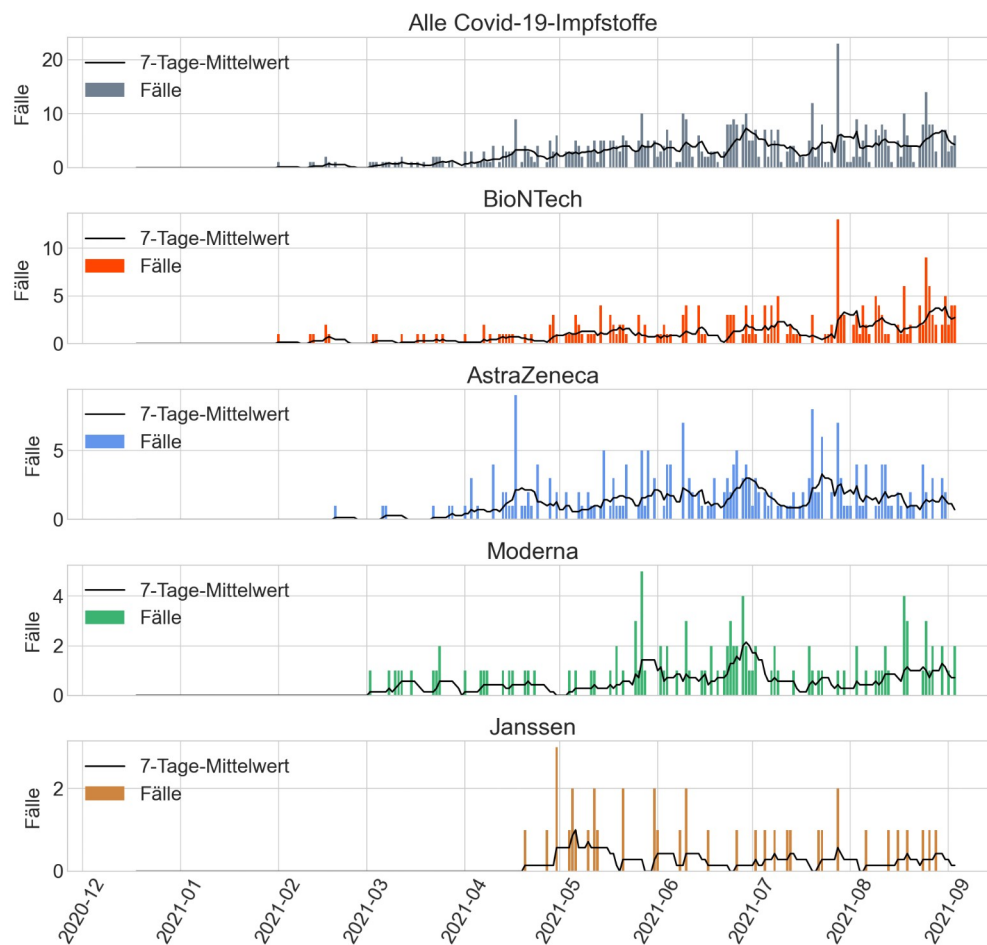 Alle Covid-19-Impfstoffe
Fälle
20
10
0
7-Tage-Mittelwert
Fälle
BioNTech
Fälle
10
5
0
7-Tage-Mittelwert
Fälle
AstraZeneca
Fälle
5
0
7-Tage-Mittelwert
Fälle
Moderna
Fälle
4
2
0
7-Tage-Mittelwert
Fälle
Janssen
Fälle
2
0
7-Tage-Mittelwert
Fälle
2020-12
2021-01
2021-02
2021-03
2021-04
2021-05
2021-06
2021-07
2021-08
2021-09